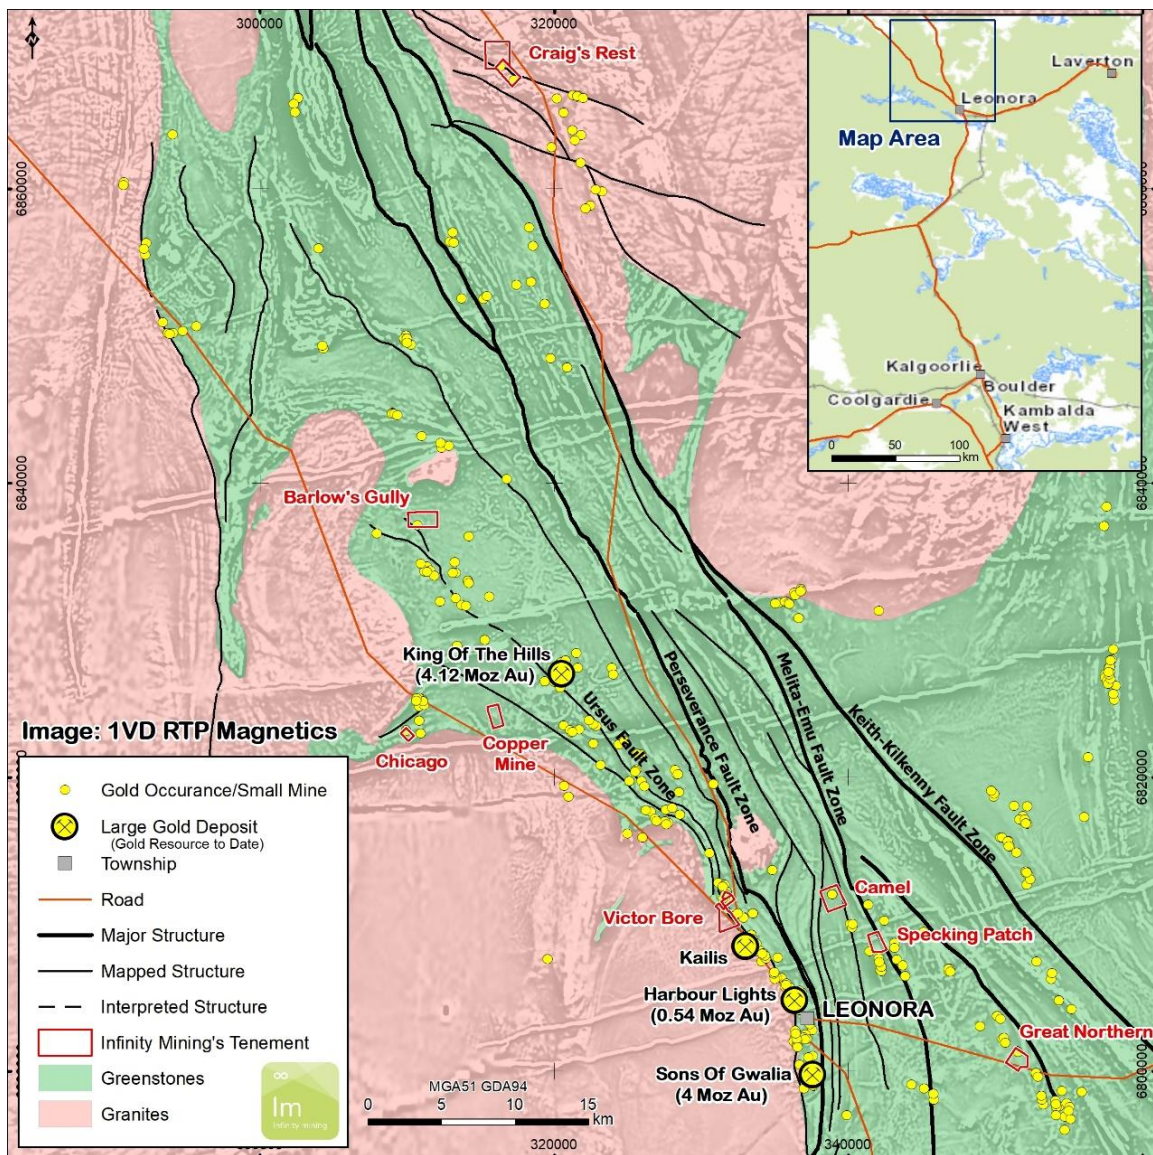 300000
320000
N
Craig's Rest
Laverton
Leonora
Map Area
6860000
Kalgoorlie
Boulder
Coolgardie
Kambalda
West
0
50
100
km
6840000
6840000
Barlow's Gully
King Of The Hills
(4.12 Moz Au)
Ursus Fault Zone
Perseverance Fault Zone
Melita-Emu Fault Zone
Keith-Kilkenny Fault Zone
Image: 1VD RTP Magnetics
Copper
Mine
Chicago
Gold Occurance/Small Mine
Large Gold Deposit
(Gold Resource to Date)
Township
Road
Major Structure
Mapped Structure
Interpreted Structure
Infinity Mining's Tenement
Greenstones
Granites
Im
infinity mining
6820000
Camel
Victor Bore
Specking Patch
Kailis
Harbour Lights
(0.54 Moz Au)
LEONORA
Great Northern
Sons Of Gwalia
(4 Moz Au)
6800000
MGA51 GDA94
0
5
10
15
km
320000
340000